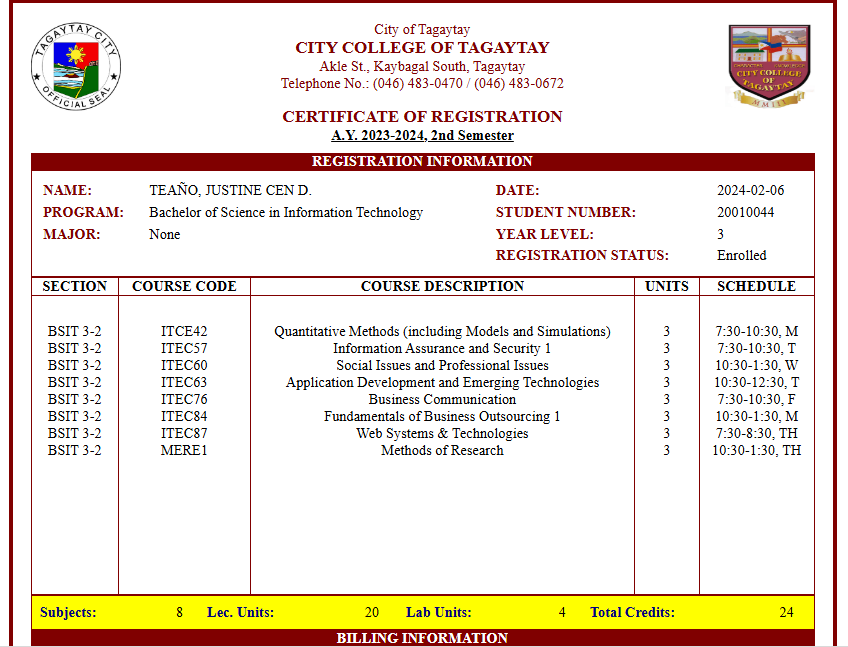 City of Tagaytay
CITY COLLEGE OF TAGAYTAY
Akle St., Kaybagal South, Tagaytay
Telephone No.: (046) 483-0470 / (046) 483-0672
TAGAYTAY CITY
OFFICIAL SEAL
CITY COLLEGE
OF
TAGAYTAY
MMIII
CERTIFICATE OF REGISTRATION
A.Y. 2023-2024, 2nd Semester
REGISTRATION INFORMATION
NAME: TEAÑO, JUSTINE CEN D. DATE: 2024-02-06
PROGRAM: Bachelor of Science in Information Technology STUDENT NUMBER: 20010044
MAJOR: None YEAR LEVEL: 3
REGISTRATION STATUS: Enrolled
SECTION COURSE CODE COURSE DESCRIPTION UNITS SCHEDULE
BSIT 3-2 ITCE42 Quantitative Methods (including Models and Simulations) 3 7:30-10:30, M
BSIT 3-2 ITEC57 Information Assurance and Security 1 3 7:30-10:30, T
BSIT 3-2 ITEC60 Social Issues and Professional Issues 3 10:30-1:30, W
BSIT 3-2 ITEC63 Application Development and Emerging Technologies 3 10:30-12:30, T
BSIT 3-2 ITEC76 Business Communication 3 7:30-10:30, F
BSIT 3-2 ITEC84 Fundamentals of Business Outsourcing 1 3 10:30-1:30, M
BSIT 3-2 ITEC87 Web Systems & Technologies 3 7:30-8:30, TH
BSIT 3-2 MERE1 Methods of Research 3 10:30-1:30, TH
Subjects: 8 Lec. Units: 20 Lab Units: 4 Total Credits: 24
BILLING INFORMATION